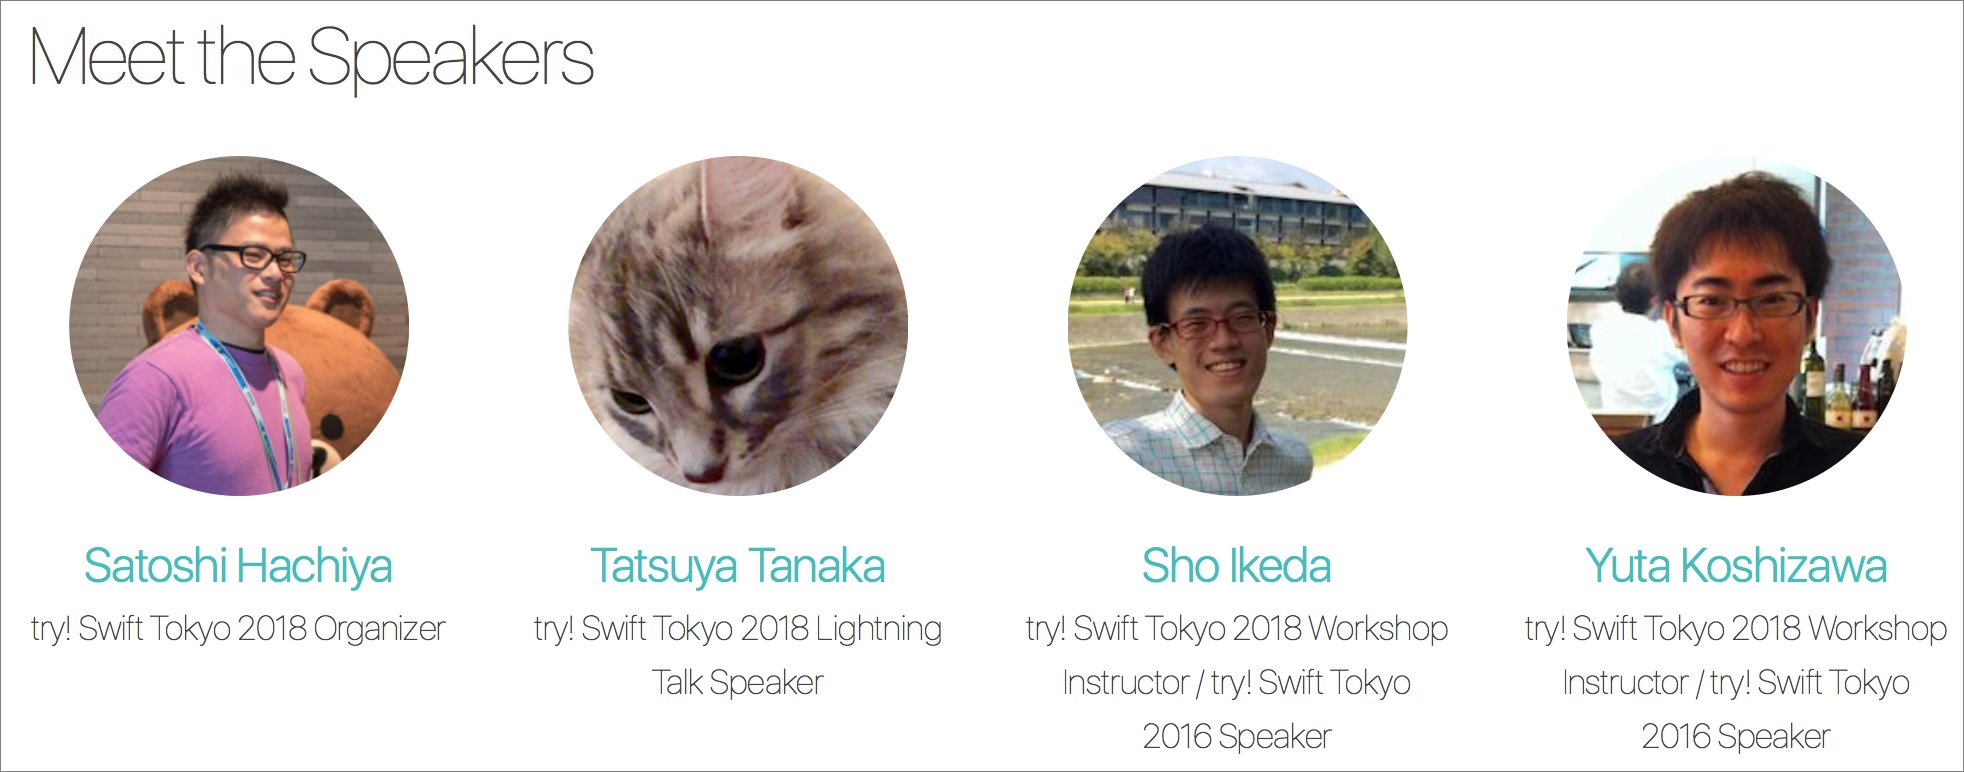 Meet the Speakers
Satoshi Hachiya
try! Swift Tokyo 2018 Organizer
Tatsuya Tanaka
try! Swift Tokyo 2018 Lightning
Talk Speaker
Sho Ikeda
try! Swift Tokyo 2018 Workshop
Instructor / try! Swift Tokyo
2016 Speaker
Yuta Koshizawa
try! Swift Tokyo 2018 Workshop
Instructor / try! Swift Tokyo
2016 Speaker